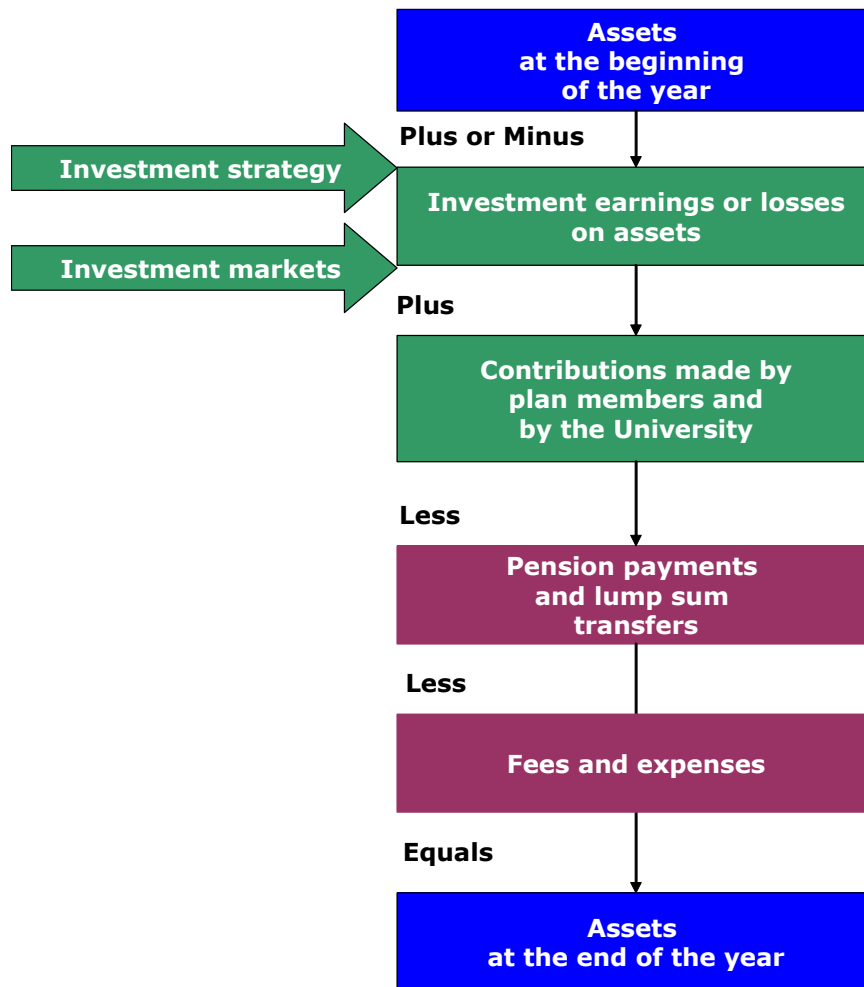 Assets
at the beginning
of the year
Plus or Minus
Investment strategy
Investment earnings or losses
on assets
Investment markets
Plus
Contributions made by
plan members and
by the University
Less
Pension payments
and lump sum
transfers
Less
Fees and expenses
Equals
Assets
at the end of the year